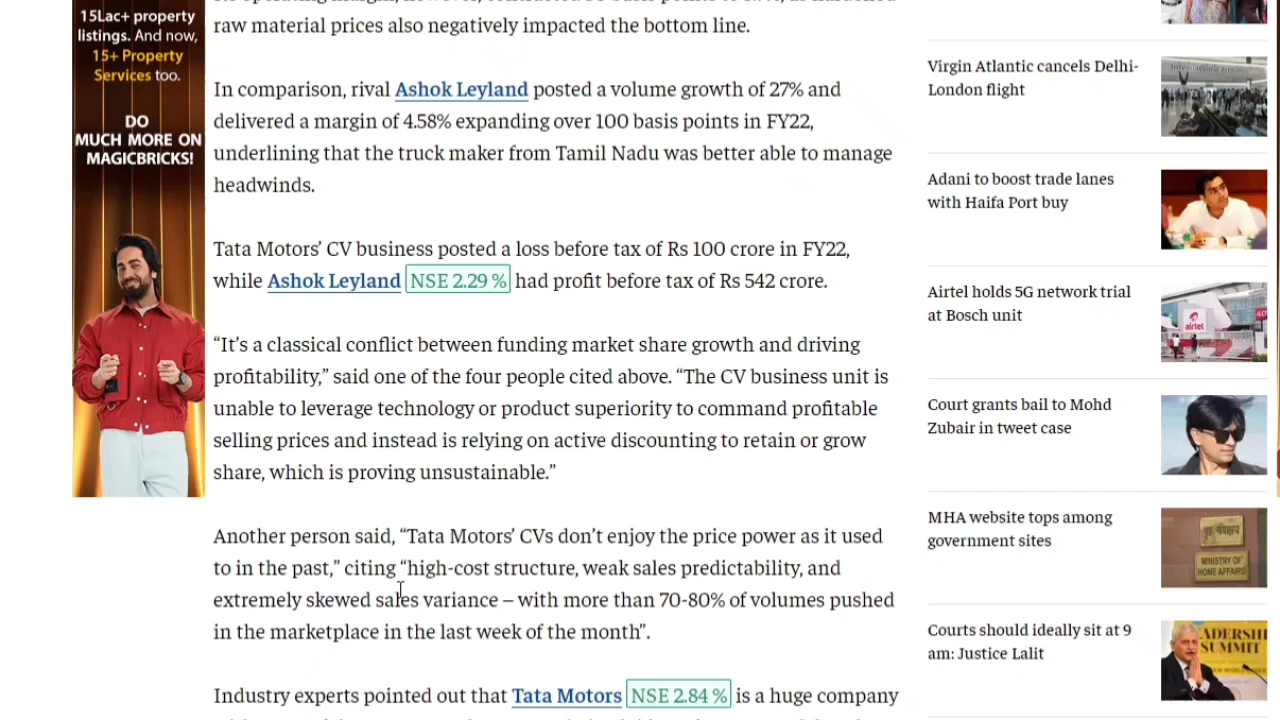 15Lac+ property
listings. And now,
15+ Property
Services too.
DO
MUCH MORE ON
MAGICBRICKS!
raw material prices also negatively impacted the bottom line.
In comparison, rival Ashok Leyland posted a volume growth of 27% and
delivered a margin of 4.58% expanding over 100 basis points in FY22,
underlining that the truck maker from Tamil Nadu was better able to manage
headwinds.
Tata Motors’ CV business posted a loss before tax of Rs 100 crore in FY22,
while Ashok Leyland NSE 2.29 % had profit before tax of Rs 542 crore.
“It’s a classical conflict between funding market share growth and driving
profitability,” said one of the four people cited above. “The CV business unit is
unable to leverage technology or product superiority to command profitable
selling prices and instead is relying on active discounting to retain or grow
share, which is proving unsustainable.”
Another person said, “Tata Motors’ CVs don’t enjoy the price power as it used
to in the past,” citing “high-cost structure, weak sales predictability, and
extremely skewed sales variance – with more than 70-80% of volumes pushed
in the marketplace in the last week of the month”.
Industry experts pointed out that Tata Motors NSE 2.84 % is a huge company
Virgin Atlantic cancels Delhi-
London flight
Adani to boost trade lanes
with Haifa Port buy
Airtel holds 5G network trial
at Bosch unit
airtel
Court grants bail to Mohd
Zubair in tweet case
MHA website tops among
government sites
गृह मंत्रालय
MINISTRY OF
HOME AFFAIRS
Courts should ideally sit at 9
am: Justice Lalit
SUMMIT